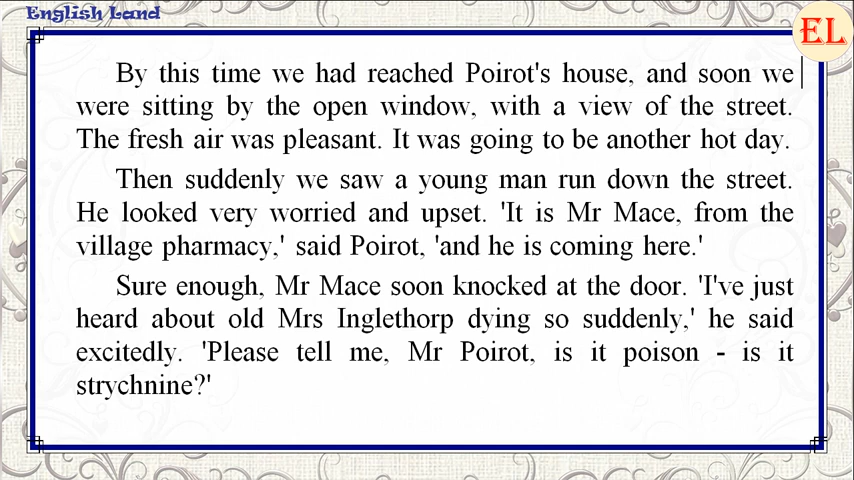 English Land
EL
By this time we had reached Poirot's house, and soon we
were sitting by the open window, with a view of the street.
The fresh air was pleasant. It was going to be another hot day.
Then suddenly we saw a young man run down the street.
He looked very worried and upset. 'It is Mr Mace, from the
village pharmacy,' said Poirot, 'and he is coming here.'
Sure enough, Mr Mace soon knocked at the door. 'I've just
heard about old Mrs Inglethorp dying so suddenly,' he said
excitedly. 'Please tell me, Mr Poirot, is it poison - is it
strychnine?'